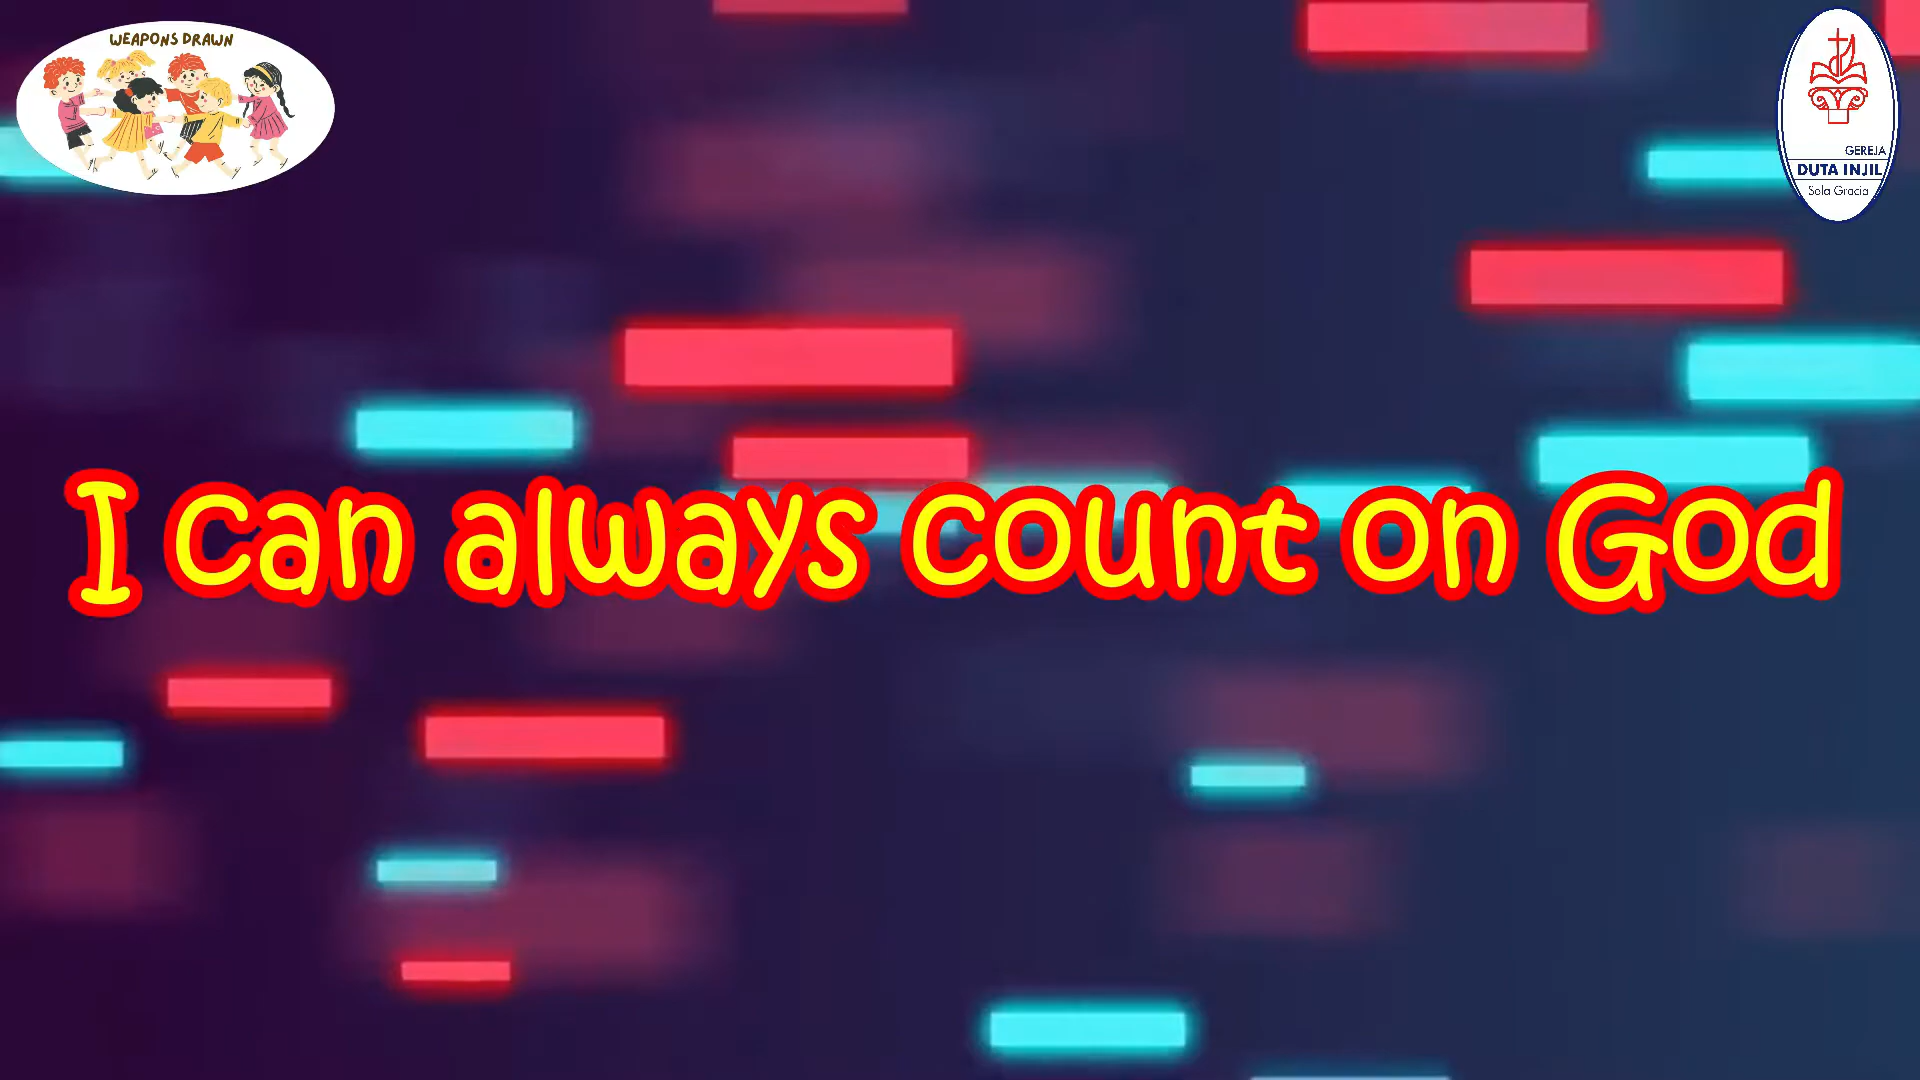 WEAPONS DRAWN
GEREJA
DUTA INJIL
Sola Gracia
I can always count on God